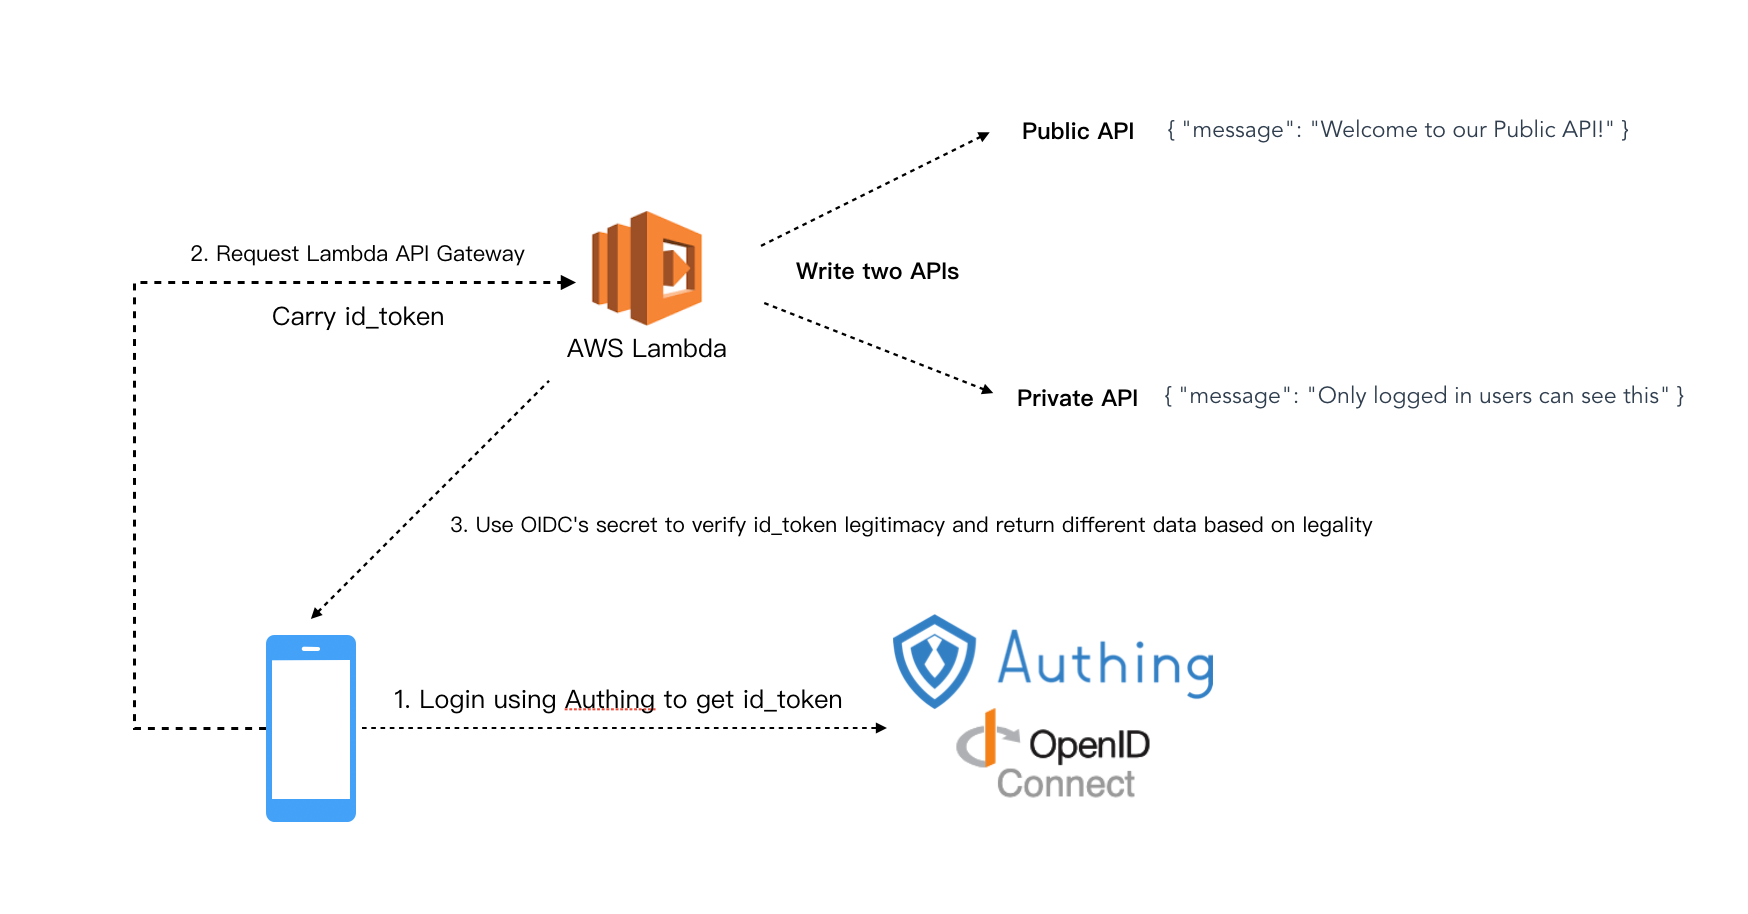 Public API { "message": "Welcome to our Public API!" }
2. Request Lambda API Gateway
Write two APIs
Carry id_token
AWS Lambda
Private API { "message": "Only logged in users can see this" }
3. Use OIDC's secret to verify id_token legitimacy and return different data based on legality
Authing
1. Login using Authing to get id_token
OpenID
Connect